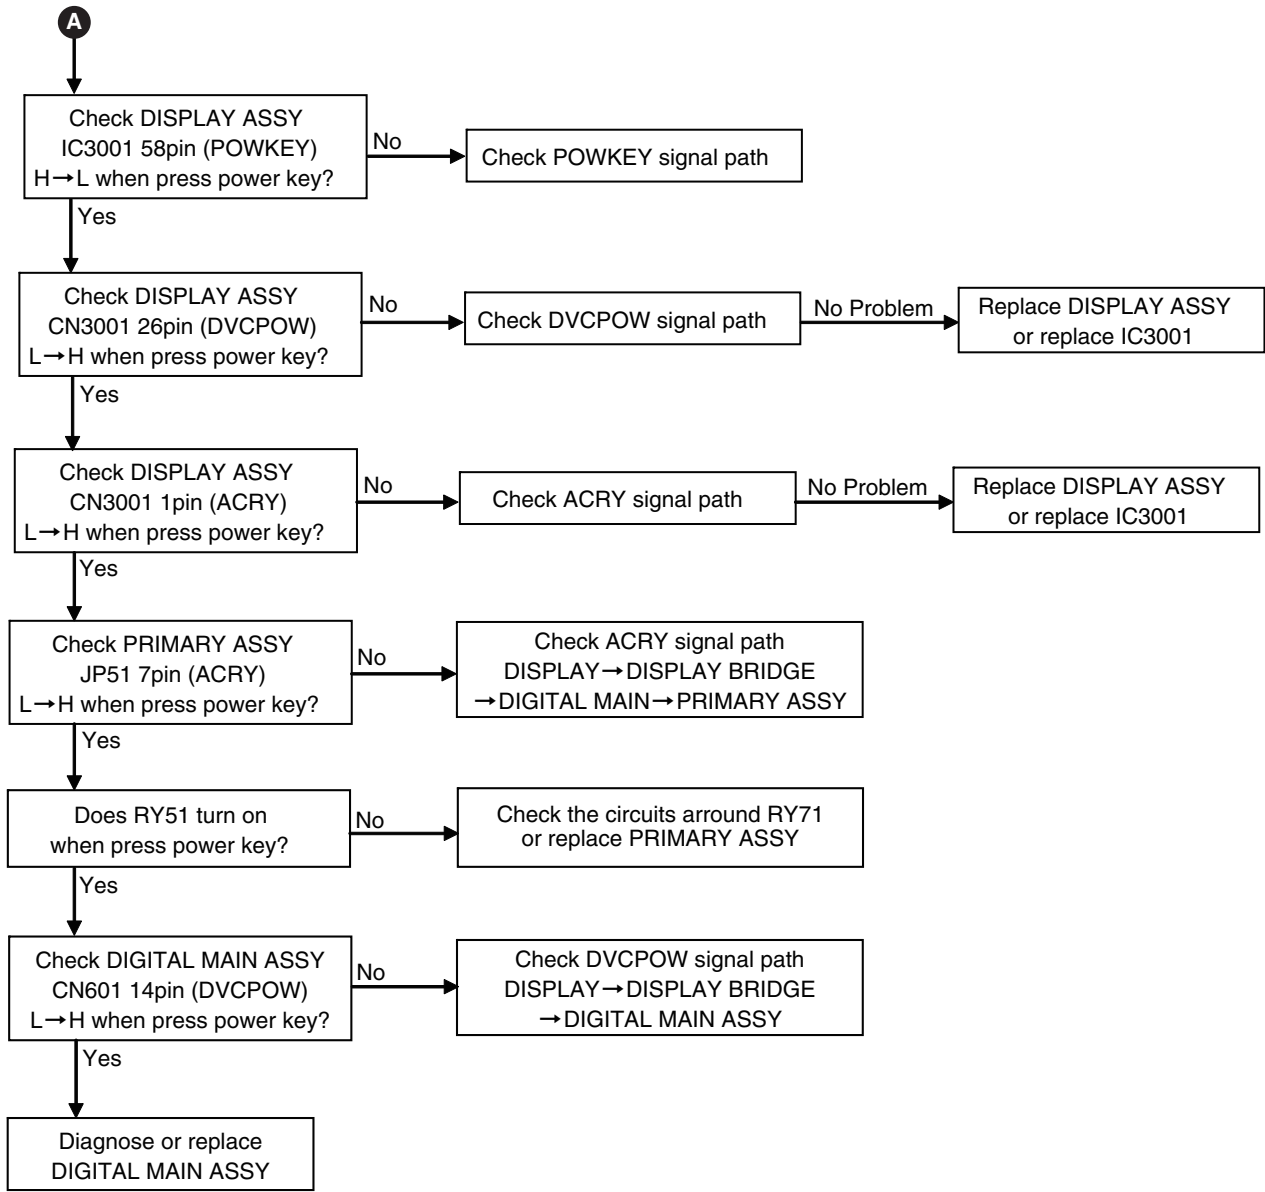 A
Check DISPLAY ASSY
IC3001 58pin (POWKEY)
H→L when press power key?
No
Check POWKEY signal path
Yes
Check DISPLAY ASSY
CN3001 26pin (DVCPOW)
L→H when press power key?
No
Check DVCPOW signal path
No Problem
Replace DISPLAY ASSY
or replace IC3001
Yes
Check DISPLAY ASSY
CN3001 1pin (ACRY)
L→H when press power key?
No
Check ACRY signal path
No Problem
Replace DISPLAY ASSY
or replace IC3001
Yes
Check PRIMARY ASSY
JP51 7pin (ACRY)
L→H when press power key?
No
Check ACRY signal path
DISPLAY→DISPLAY BRIDGE
→DIGITAL MAIN→PRIMARY ASSY
Yes
Does RY51 turn on
when press power key?
No
Check the circuits arround RY71
or replace PRIMARY ASSY
Yes
Check DIGITAL MAIN ASSY
CN601 14pin (DVCPOW)
L→H when press power key?
No
Check DVCPOW signal path
DISPLAY→DISPLAY BRIDGE
→DIGITAL MAIN ASSY
Yes
Diagnose or replace
DIGITAL MAIN ASSY